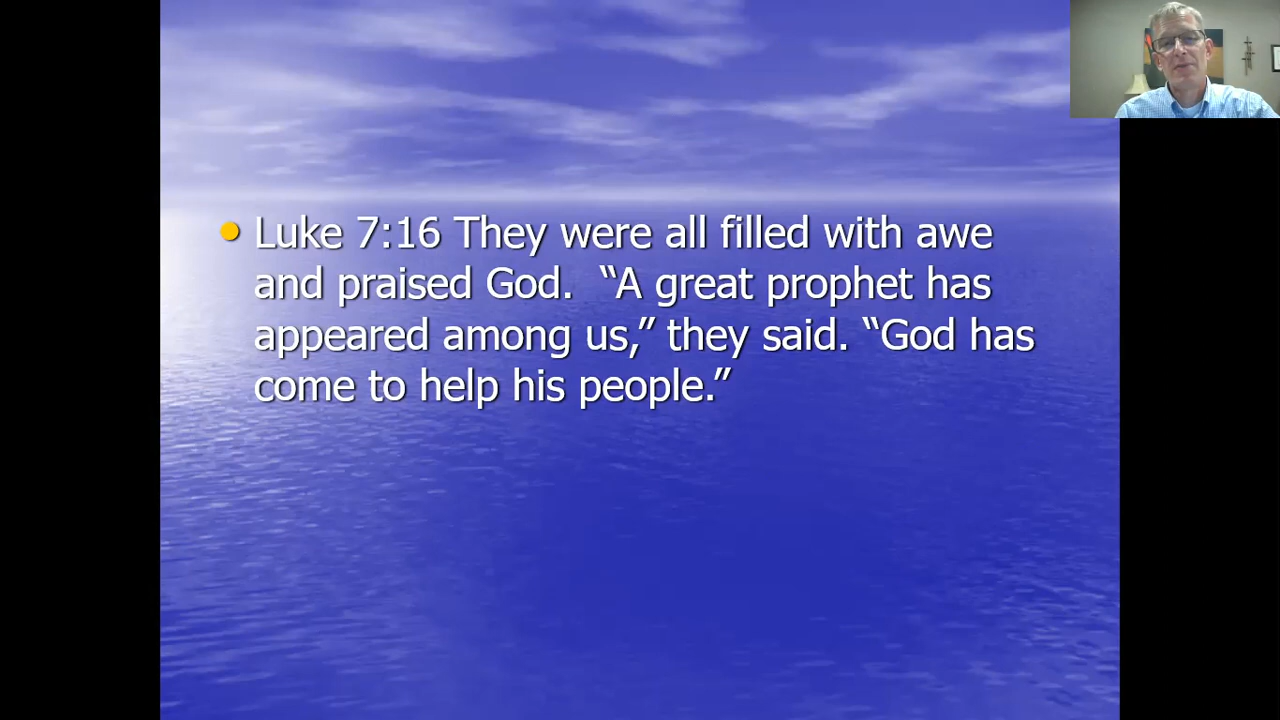 Luke 7:16 They were all filled with awe
and praised God.  “A great prophet has
appeared among us,” they said. “God has
come to help his people.”